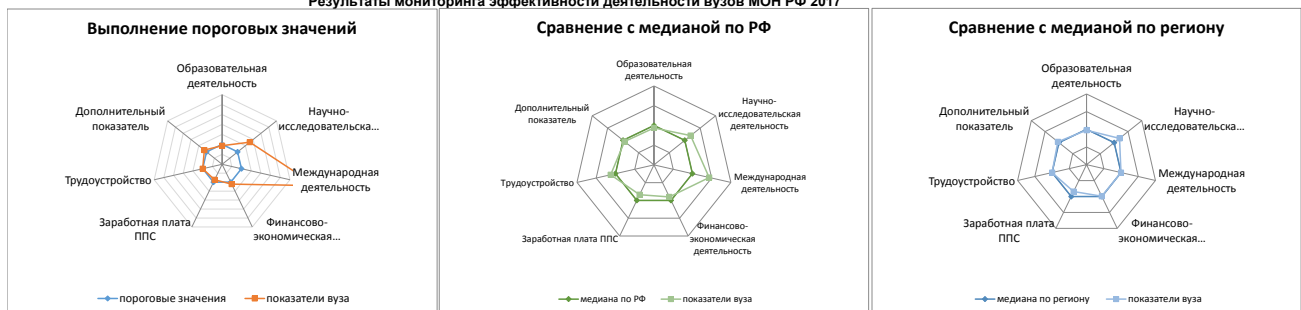 Результаты мониторинга эффективности деятельности вузов МОН РФ 2017
Выполнение пороговых значений
Образовательная
деятельность
Научно-
исследовательска...
Международная
деятельность
Финансово-
экономическая...
Заработная плата
ППС
Трудоустройство
Дополнительный
показатель
пороговые значения
показатели вуза
Сравнение с медианой по РФ
Образовательная
деятельность
Научно-
исследовательская
деятельность
Международная
деятельность
Финансово-
экономическая
деятельность
Заработная плата ППС
Трудоустройство
Дополнительный
показатель
медиана по РФ
показатели вуза
Сравнение с медианой по региону
Образовательная
деятельность
Научно-
исследовательска...
Международная
деятельность
Финансово-
экономическая...
Заработная плата
ППС
Трудоустройство
Дополнительный
показатель
медиана по региону
показатели вуза